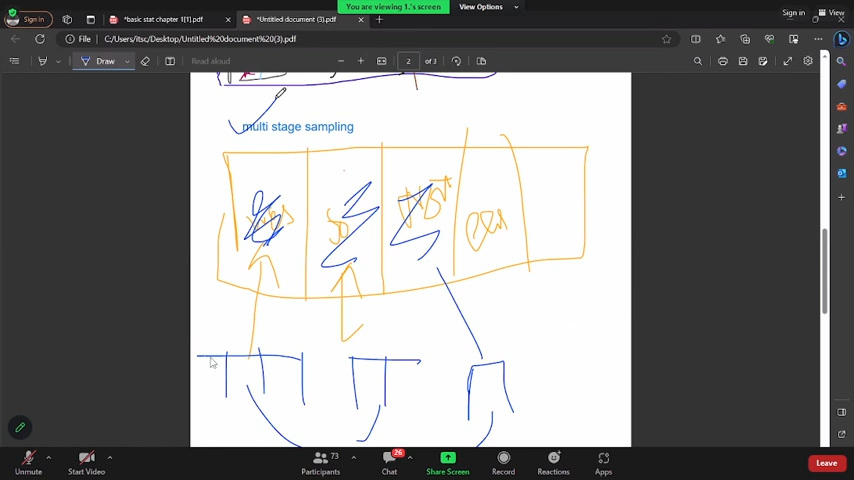 You are viewing 1.'s screen
View Options
Sign in
*basic stat chapter 1[1].pdf
*Untitled document (3).pdf
Sign in
View
File
C:/Users/itsc/Desktop/Untitled%20document%20(3).pdf
Draw
Read aloud
2
of 3
multi stage sampling
Unmute
Start Video
73
Participants
26
Chat
Share Screen
Record
Reactions
Apps
Leave